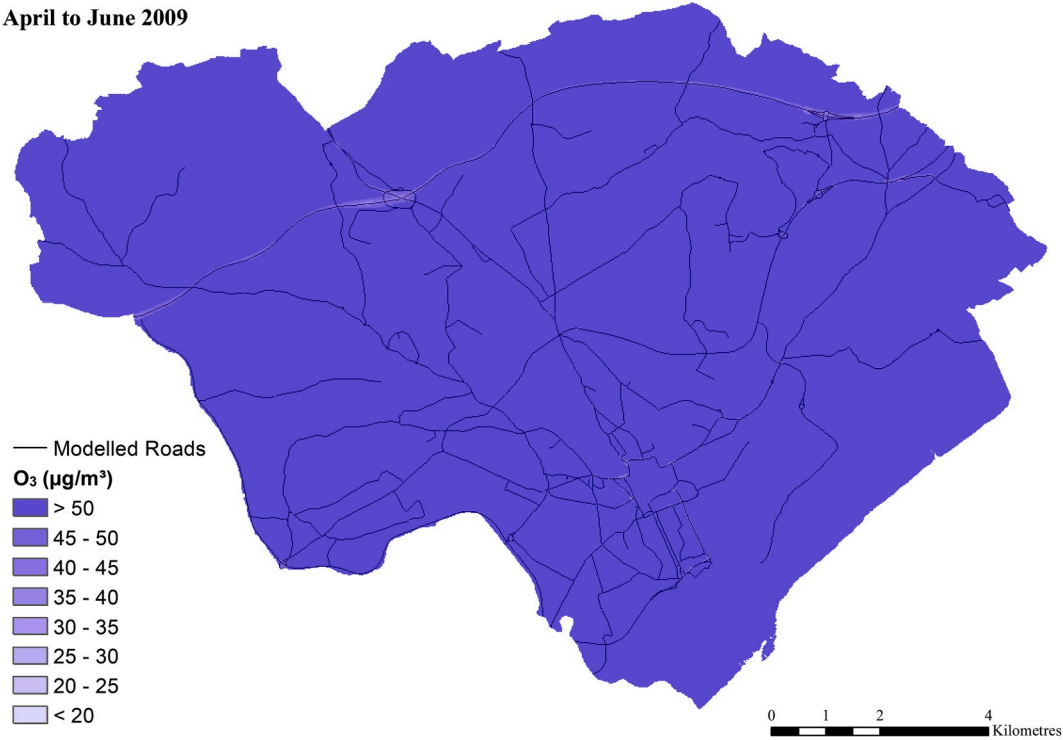 April to June 2009
Modelled Roads
O₃ (µg/m³)
> 50
45 - 50
40 - 45
35 - 40
30 - 35
25 - 30
20 - 25
< 20
0 1 2 4
Kilometres